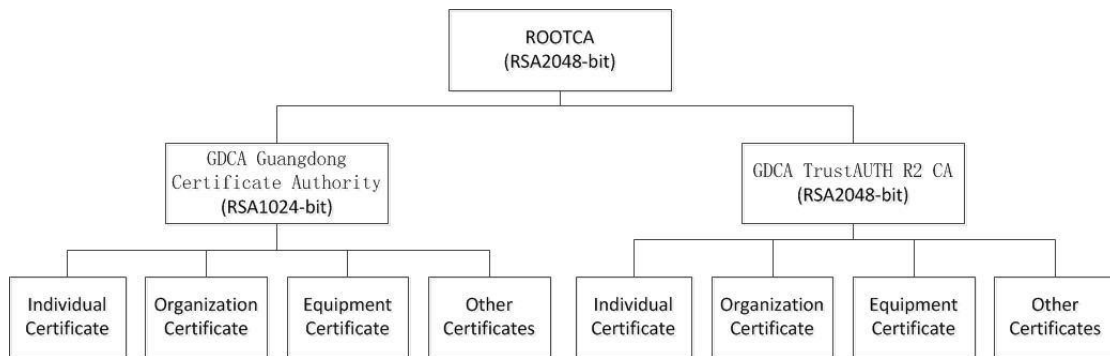 ROOTCA
(RSA2048-bit)
GDCA Guangdong
Certificate Authority
(RSA1024-bit)
GDCA TrustAUTH R2 CA
(RSA2048-bit)
Individual
Certificate
Organization
Certificate
Equipment
Certificate
Other
Certificates
Individual
Certificate
Organization
Certificate
Equipment
Certificate
Other
Certificates